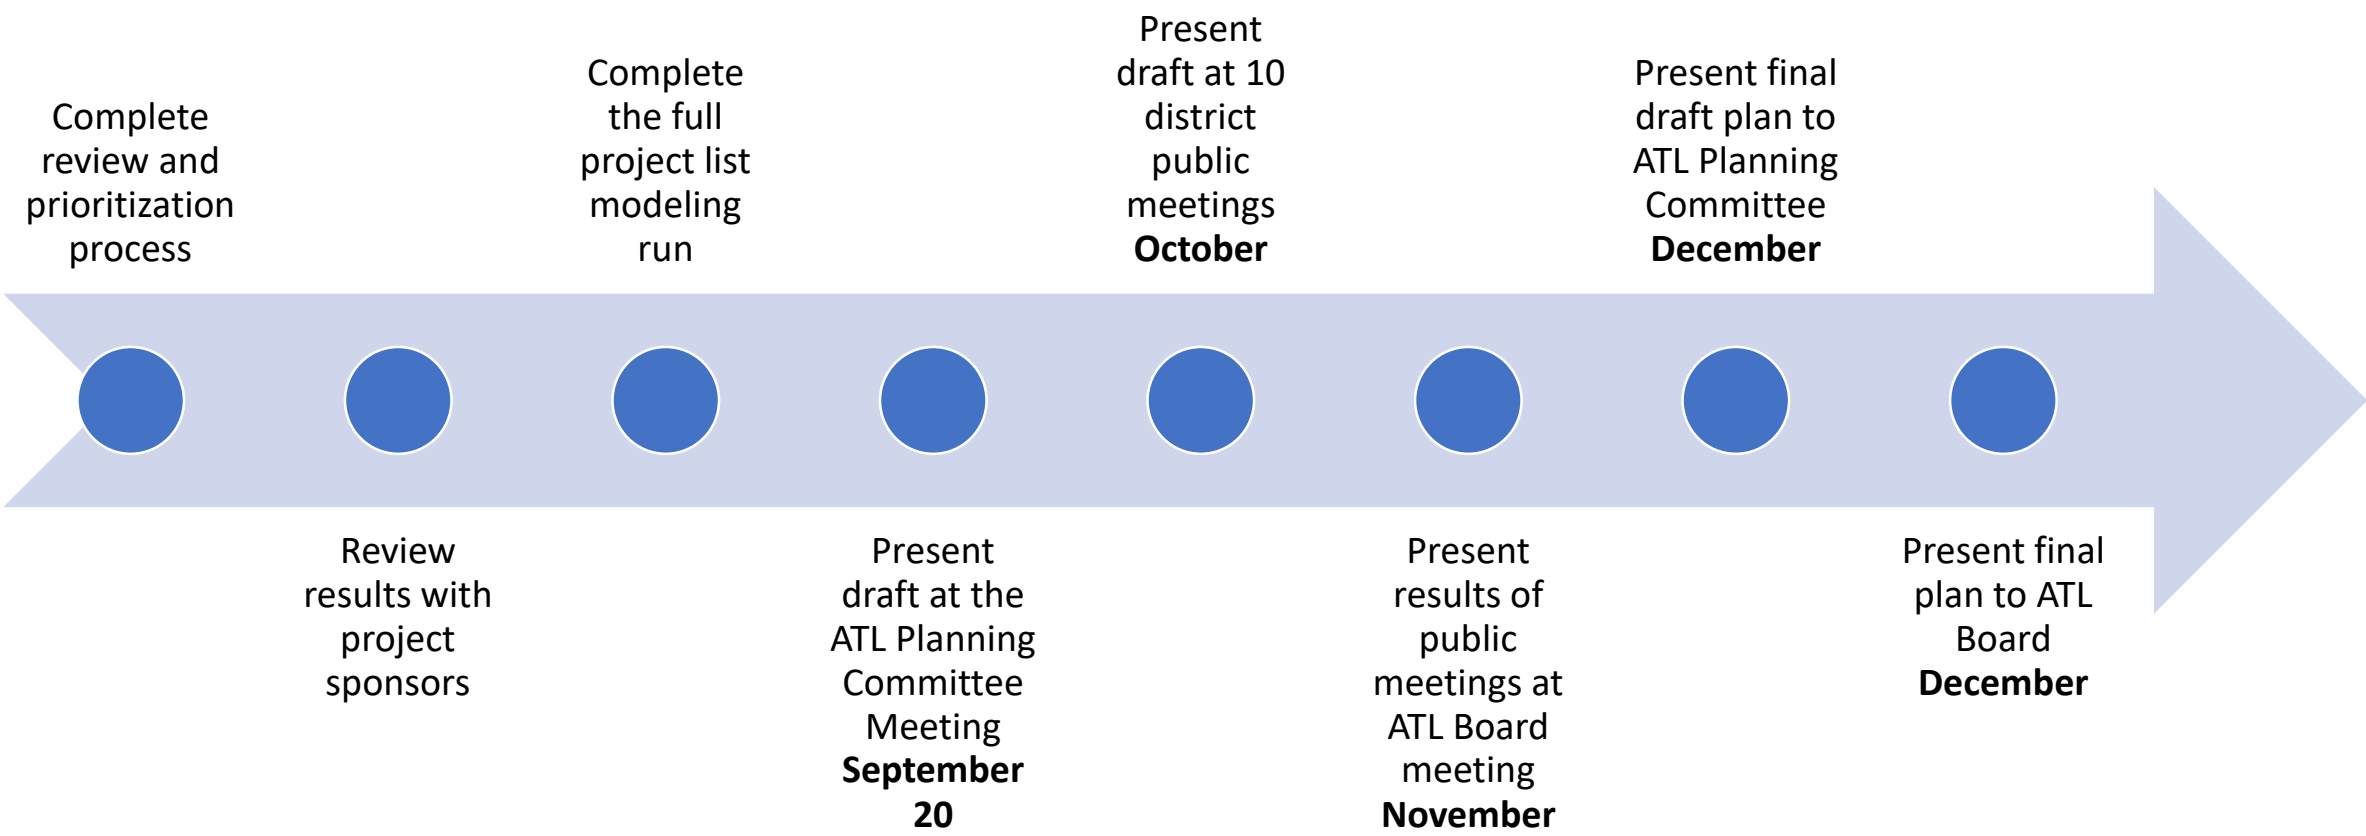 Complete
review and
prioritization
process
Review
results with
project
sponsors
Complete
the full
project list
modeling
run
Present
draft at the
ATL Planning
Committee
Meeting
September
20
Present
draft at 10
district
public
meetings
October
Present
results of
public
meetings at
ATL Board
meeting
November
Present final
draft plan to
ATL Planning
Committee
December
Present final
plan to ATL
Board
December